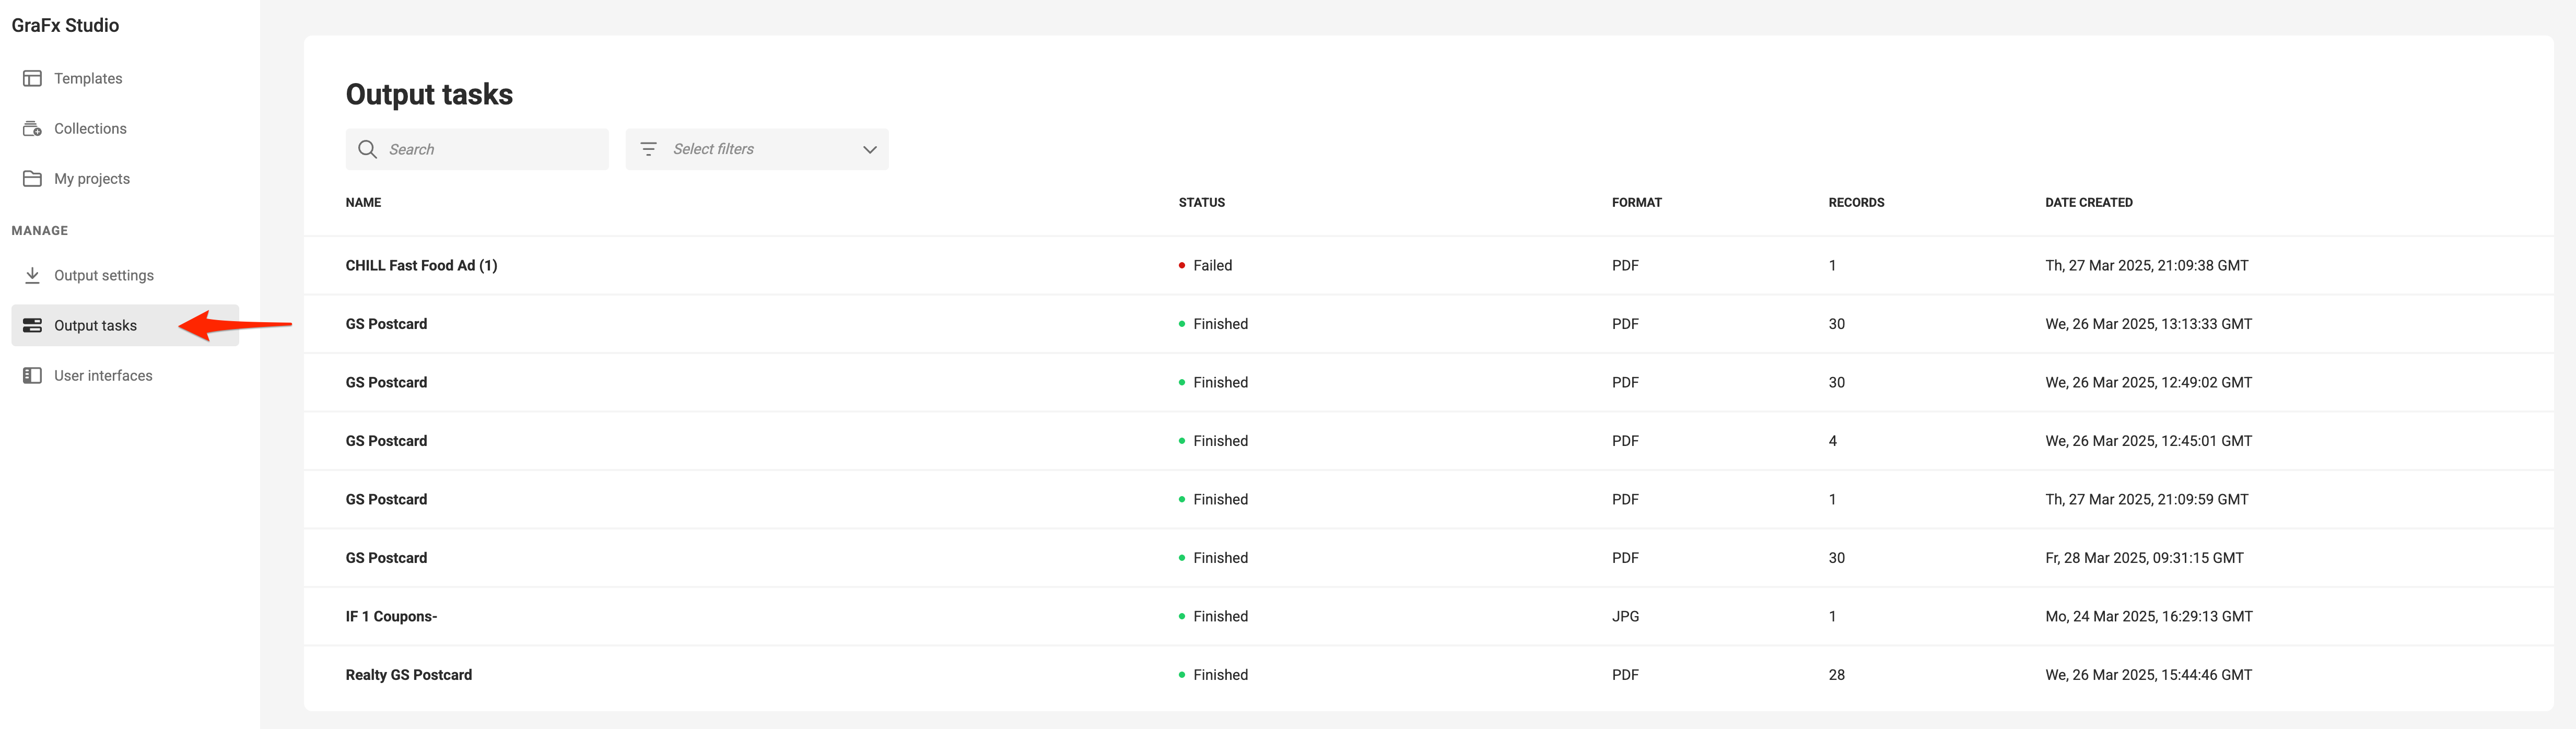 GraFx Studio
Templates
Collections
My projects
MANAGE
Output settings
Output tasks
User interfaces
Output tasks
Search
Select filters
NAME STATUS FORMAT RECORDS DATE CREATED
CHILL Fast Food Ad (1) Failed PDF 1 Th, 27 Mar 2025, 21:09:38 GMT
GS Postcard Finished PDF 30 We, 26 Mar 2025, 13:13:33 GMT
GS Postcard Finished PDF 30 We, 26 Mar 2025, 12:49:02 GMT
GS Postcard Finished PDF 4 We, 26 Mar 2025, 12:45:01 GMT
GS Postcard Finished PDF 1 Th, 27 Mar 2025, 21:09:59 GMT
GS Postcard Finished PDF 30 Fr, 28 Mar 2025, 09:31:15 GMT
IF 1 Coupons- Finished JPG 1 Mo, 24 Mar 2025, 16:29:13 GMT
Realty GS Postcard Finished PDF 28 We, 26 Mar 2025, 15:44:46 GMT